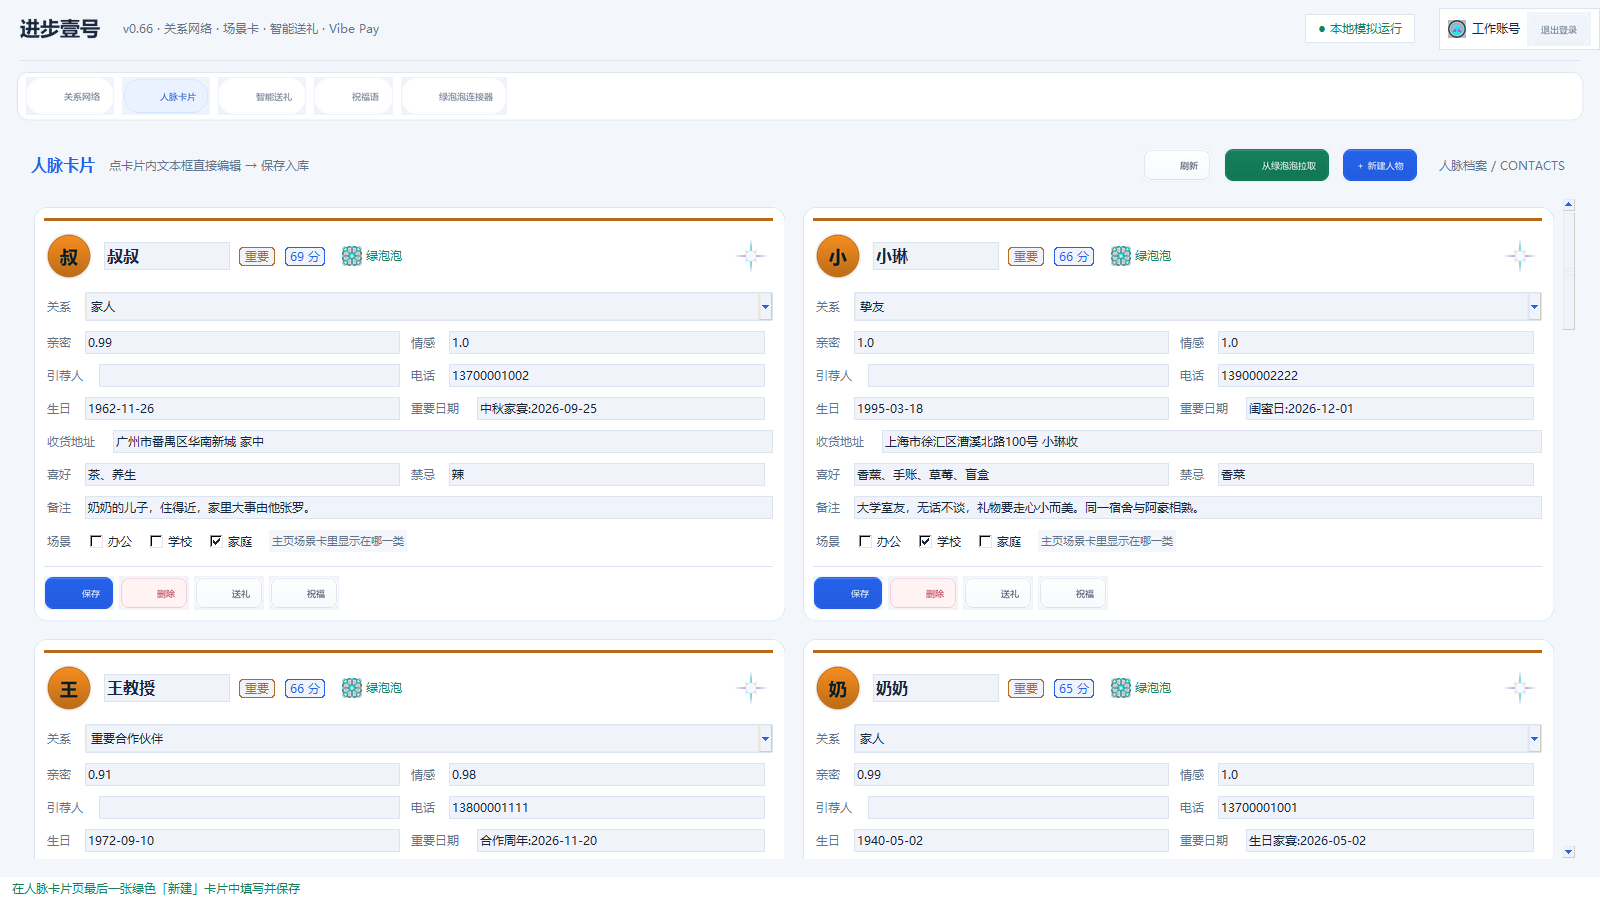 进步壹号 v0.66 · 关系网络 · 场景卡 · 智能送礼 · Vibe Pay ● 本地模拟运行 工作账号 退出登录
关系网络 人脉卡片 智能送礼 祝福语 绿泡泡连接器
人脉卡片 点卡片内文本框直接编辑 → 保存入库 刷新 从绿泡泡拉取 + 新建人物 人脉档案 / CONTACTS
叔 叔叔 重要 69 分 绿泡泡
关系 家人
亲密 0.99 情感 1.0
引荐人 电话 13700001002
生日 1962-11-26 重要日期 中秋家宴:2026-09-25
收货地址 广州市番禺区华南新城 家中
喜好 茶、养生 禁忌 辣
备注 奶奶的儿子，住得近，家里大事由他张罗。
场景 办公 学校 家庭 主页场景卡里显示在哪一类
保存 删除 送礼 祝福
小 小琳 重要 66 分 绿泡泡
关系 挚友
亲密 1.0 情感 1.0
引荐人 电话 13900002222
生日 1995-03-18 重要日期 闺蜜日:2026-12-01
收货地址 上海市徐汇区漕溪北路100号 小琳收
喜好 香薰、手账、草莓、盲盒 禁忌 香菜
备注 大学室友，无话不谈，礼物要走心小而美。同一宿舍与阿豪相熟。
场景 办公 学校 家庭 主页场景卡里显示在哪一类
保存 删除 送礼 祝福
王 王教授 重要 66 分 绿泡泡
关系 重要合作伙伴
亲密 0.91 情感 0.98
引荐人 电话 13800001111
生日 1972-09-10 重要日期 合作周年:2026-11-20
奶 奶奶 重要 65 分 绿泡泡
关系 家人
亲密 0.99 情感 1.0
引荐人 电话 13700001001
生日 1940-05-02 重要日期 生日家宴:2026-05-02
在人脉卡片页最后一张绿色「新建」卡片中填写并保存